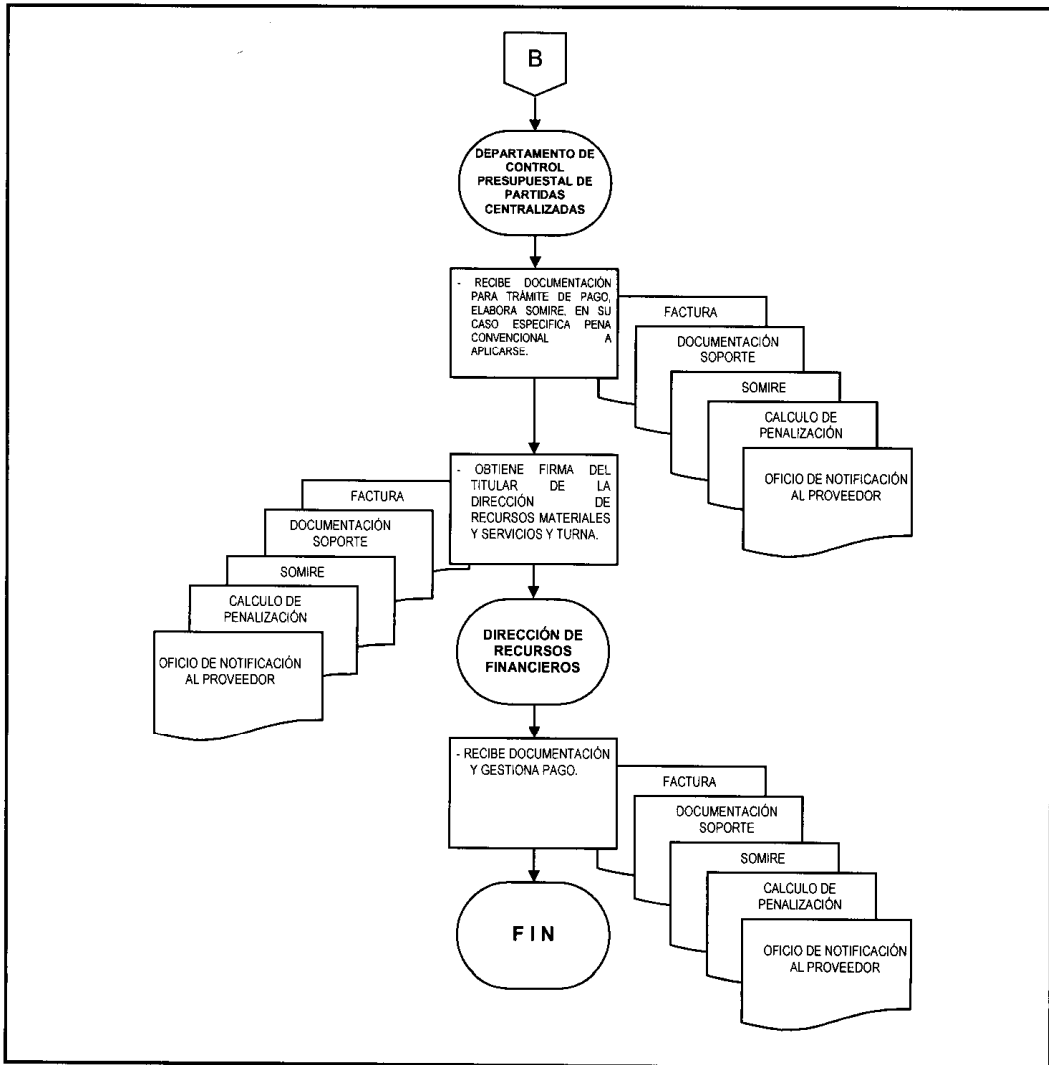 B
DEPARTAMENTO DE
CONTROL
PRESUPUESTAL DE
PARTIDAS
CENTRALIZADAS
- RECIBE DOCUMENTACIÓN
PARA TRÁMITE DE PAGO,
ELABORA SOMIRE, EN SU
CASO ESPECIFICA PENA
CONVENCIONAL A
APLICARSE.
FACTURA
DOCUMENTACIÓN
SOPORTE
SOMIRE
CALCULO DE
PENALIZACIÓN
OFICIO DE NOTIFICACIÓN
AL PROVEEDOR
- OBTIENE FIRMA DEL
TITULAR DE LA
DIRECCIÓN DE
RECURSOS MATERIALES
Y SERVICIOS Y TURNA.
FACTURA
DOCUMENTACIÓN
SOPORTE
SOMIRE
CALCULO DE
PENALIZACIÓN
OFICIO DE NOTIFICACIÓN
AL PROVEEDOR
DIRECCIÓN DE
RECURSOS
FINANCIEROS
- RECIBE DOCUMENTACIÓN
Y GESTIONA PAGO.
FACTURA
DOCUMENTACIÓN
SOPORTE
SOMIRE
CALCULO DE
PENALIZACIÓN
OFICIO DE NOTIFICACIÓN
AL PROVEEDOR
F I N